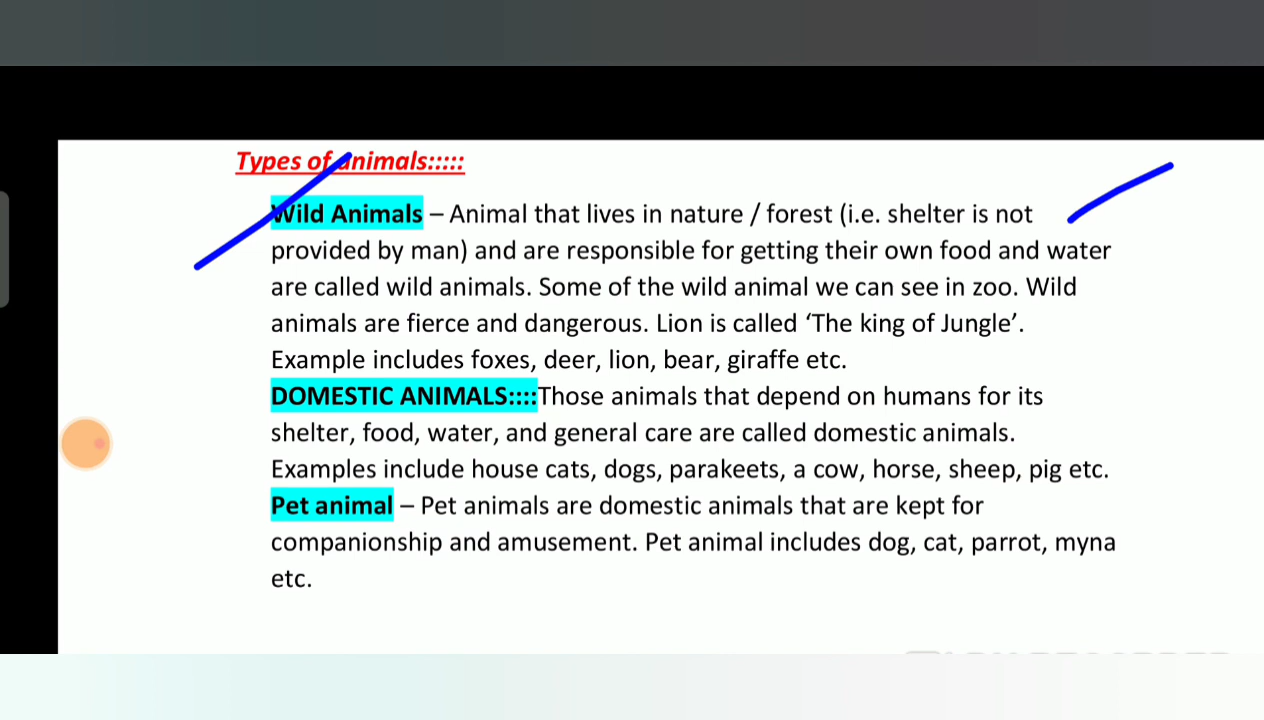 Types of animals:::::
Wild Animals – Animal that lives in nature / forest (i.e. shelter is not
provided by man) and are responsible for getting their own food and water
are called wild animals. Some of the wild animal we can see in zoo. Wild
animals are fierce and dangerous. Lion is called ‘The king of Jungle’.
Example includes foxes, deer, lion, bear, giraffe etc.
DOMESTIC ANIMALS::::Those animals that depend on humans for its
shelter, food, water, and general care are called domestic animals.
Examples include house cats, dogs, parakeets, a cow, horse, sheep, pig etc.
Pet animal – Pet animals are domestic animals that are kept for
companionship and amusement. Pet animal includes dog, cat, parrot, myna
etc.